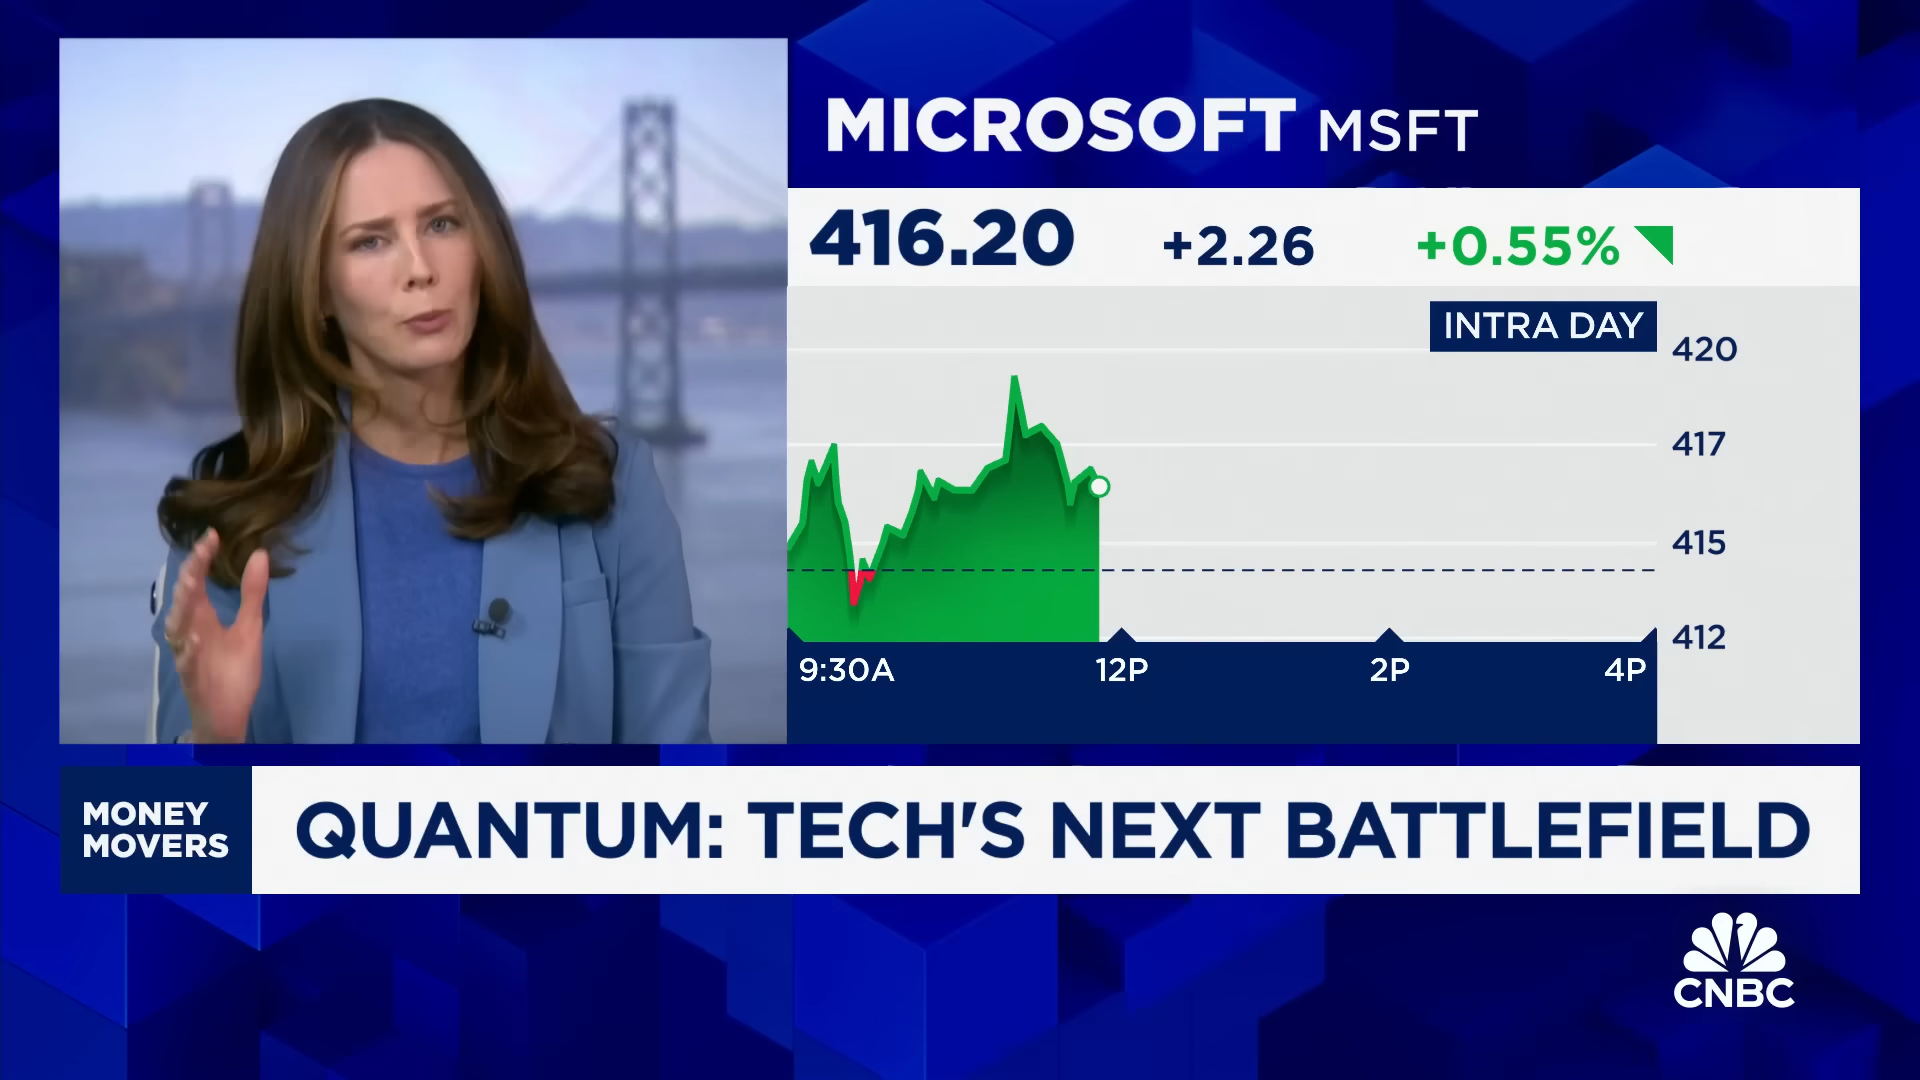 MICROSOFT MSFT
416.20 +2.26 +0.55%
INTRA DAY
420
417
415
412
9:30A 12P 2P 4P
MONEY
MOVERS
QUANTUM: TECH'S NEXT BATTLEFIELD
CNBC